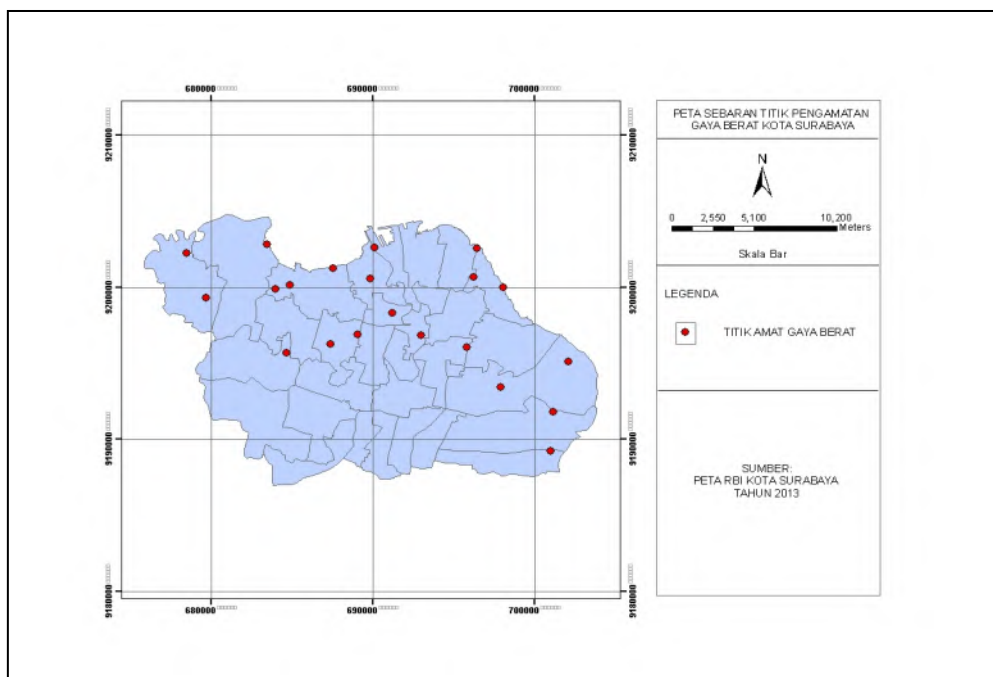 680000 690000 700000
9210000 9210000
9200000 9200000
9190000 9190000
9180000 9180000
680000 690000 700000
PETA SEBARAN TITIK PENGAMATAN
GAYA BERAT KOTA SURABAYA
N
0 2,550 5,100 10,200
Meters
Skala Bar
LEGENDA
TITIK AMAT GAYA BERAT
SUMBER:
PETA RBI KOTA SURABAYA
TAHUN 2013